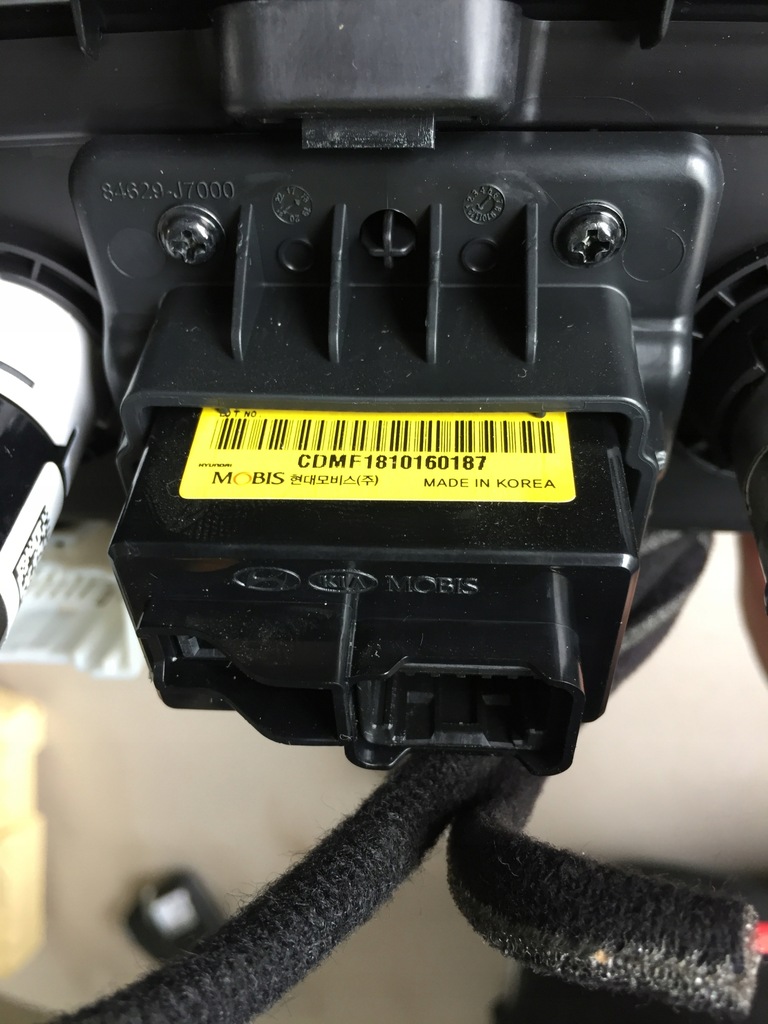 84629-J7000
LOT NO
CDMF1810160187
HYUNDAI
MOBIS 현대모비스(주) MADE IN KOREA
KIA MOBIS